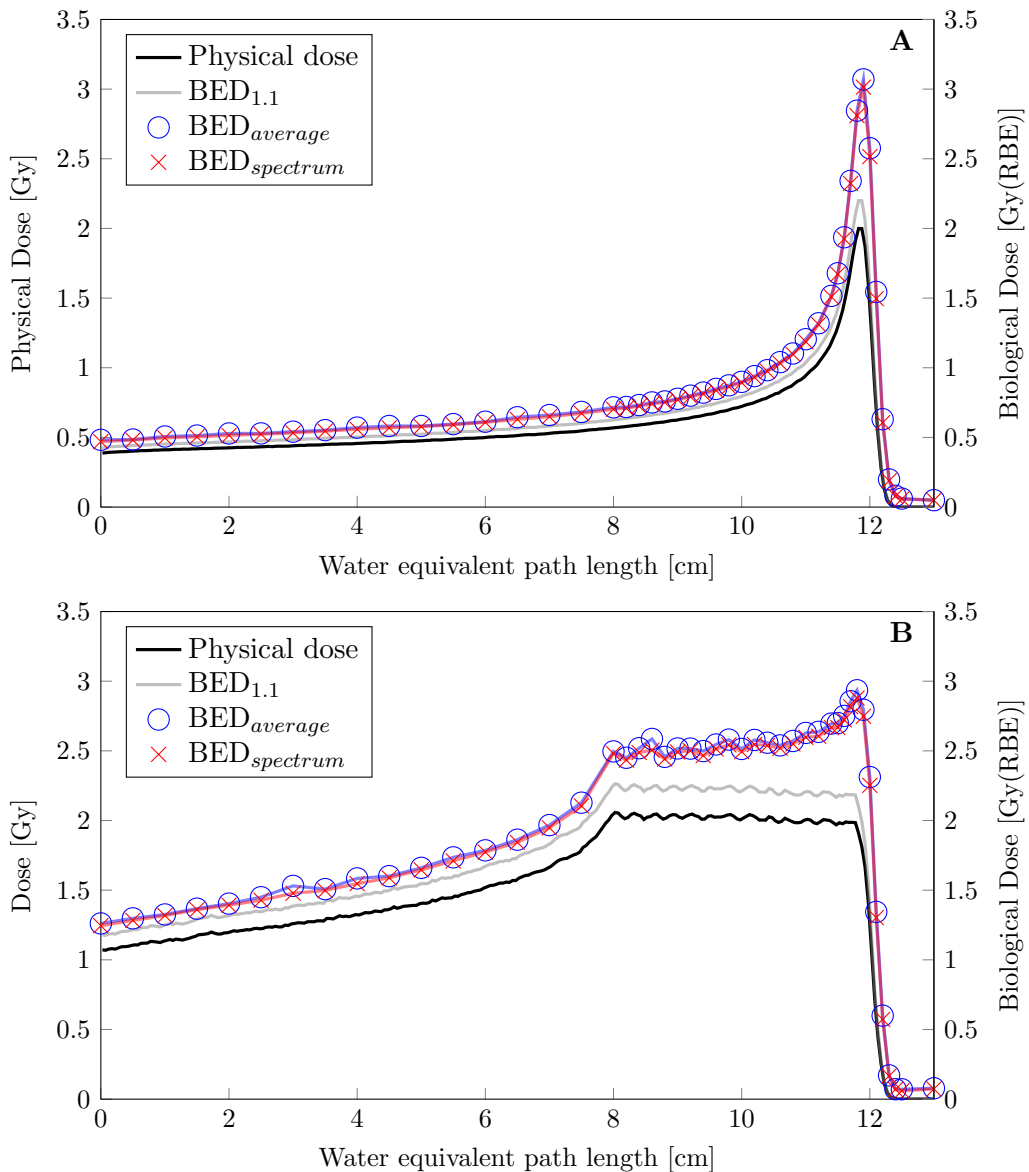 A
Physical dose
BED1.1
BEDaverage
BEDspectrum
Physical Dose [Gy]
Biological Dose [Gy(RBE)]
0 0.5 1 1.5 2 2.5 3 3.5
0 0.5 1 1.5 2 2.5 3 3.5
0 2 4 6 8 10 12
Water equivalent path length [cm]
B
Physical dose
BED1.1
BEDaverage
BEDspectrum
Dose [Gy]
Biological Dose [Gy(RBE)]
0 0.5 1 1.5 2 2.5 3 3.5
0 0.5 1 1.5 2 2.5 3 3.5
0 2 4 6 8 10 12
Water equivalent path length [cm]